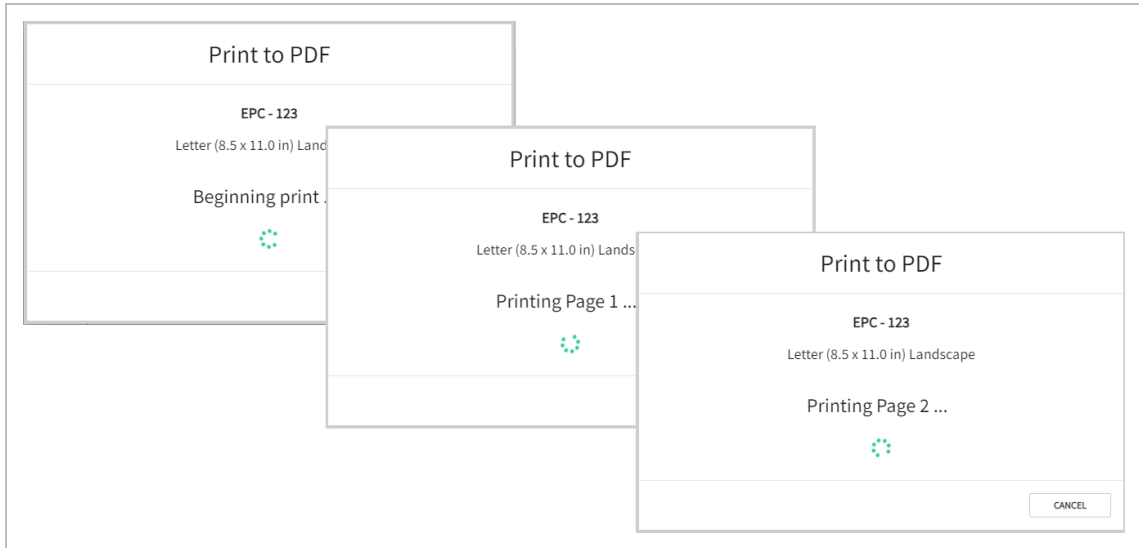 Print to PDF
EPC - 123
Letter (8.5 x 11.0 in) Land
Beginning print .
Print to PDF
EPC - 123
Letter (8.5 x 11.0 in) Lands
Printing Page 1 ...
Print to PDF
EPC - 123
Letter (8.5 x 11.0 in) Landscape
Printing Page 2 ...
CANCEL